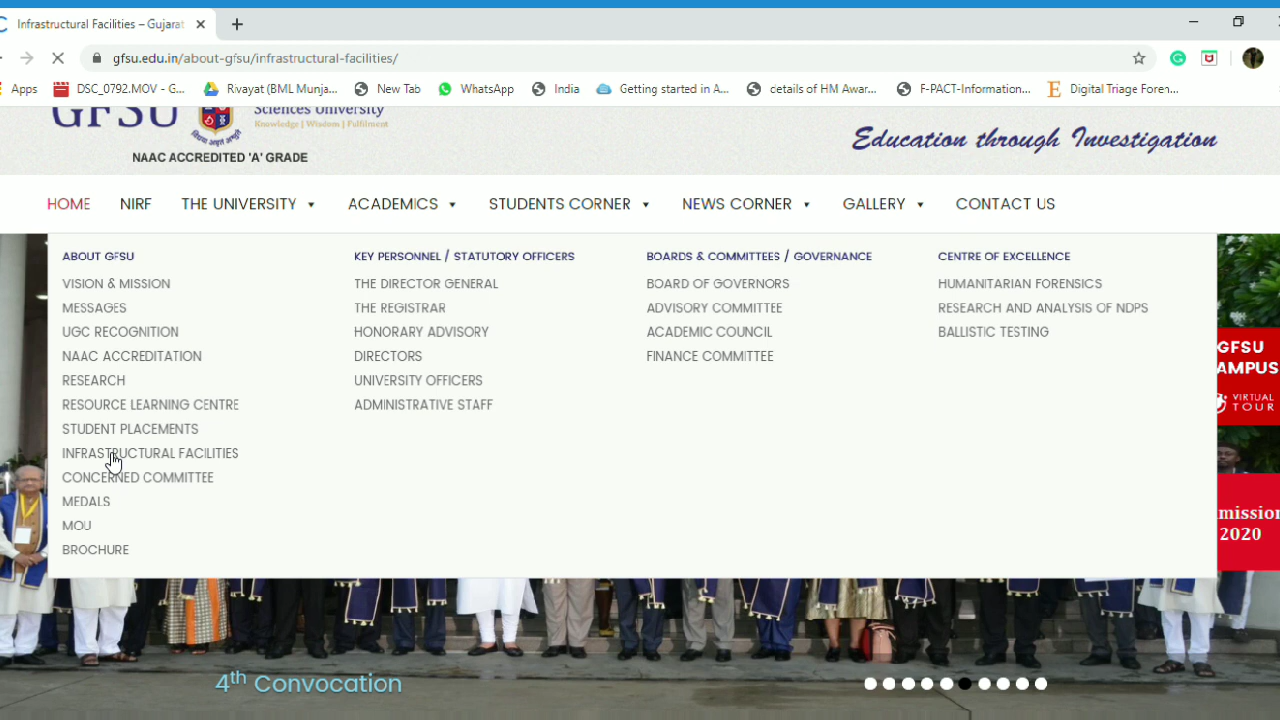 Infrastructural Facilities – Gujarat
gfsu.edu.in/about-gfsu/infrastructural-facilities/
Apps DSC_0792.MOV - G... Rivayat (BML Munja... New Tab WhatsApp India Getting started in A... cetails of HM Awar... F-PACT-Information... Digital Triage Foren...
GFSU Sciences University
Knowledge | Wisdom | Fulfilment
NAAC ACCREDITED 'A' GRADE
Education through Investigation
HOME NIRF THE UNIVERSITY ACADEMICS STUDENTS CORNER NEWS CORNER GALLERY CONTACT US
ABOUT GFSU
VISION & MISSION
MESSAGES
UGC RECOGNITION
NAAC ACCREDITATION
RESEARCH
RESOURCE LEARNING CENTRE
STUDENT PLACEMENTS
INFRASTRUCTURAL FACILITIES
CONCERNED COMMITTEE
MEDALS
MOU
BROCHURE
KEY PERSONNEL / STATUTORY OFFICERS
THE DIRECTOR GENERAL
THE REGISTRAR
HONORARY ADVISORY
DIRECTORS
UNIVERSITY OFFICERS
ADMINISTRATIVE STAFF
BOARDS & COMMITTEES / GOVERNANCE
BOARD OF GOVERNORS
ADVISORY COMMITTEE
ACADEMIC COUNCIL
FINANCE COMMITTEE
CENTRE OF EXCELLENCE
HUMANITARIAN FORENSICS
RESEARCH AND ANALYSIS OF NDPS
BALLISTIC TESTING
GFSU
AMPUS
VIRTUAL
TOUR
mission
2020
4th Convocation